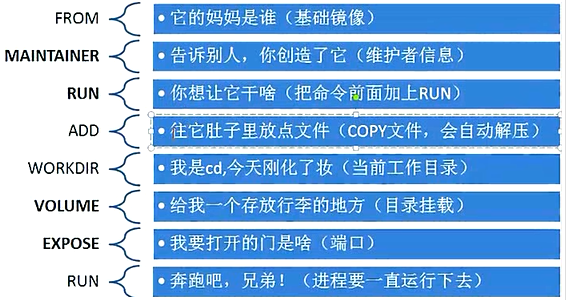 FROM • 它的妈妈是谁（基础镜像）
MAINTAINER • 告诉别人，你创造了它（维护者信息）
RUN • 你想让它干啥（把命令前面加上RUN）
ADD • 往它肚子里放点文件（COPY文件，会自动解压）
WORKDIR • 我是cd,今天刚化了妆（当前工作目录）
VOLUME • 给我一个存放行李的地方（目录挂载）
EXPOSE • 我要打开的门是啥（端口）
RUN • 奔跑吧，兄弟！（进程要一直运行下去）